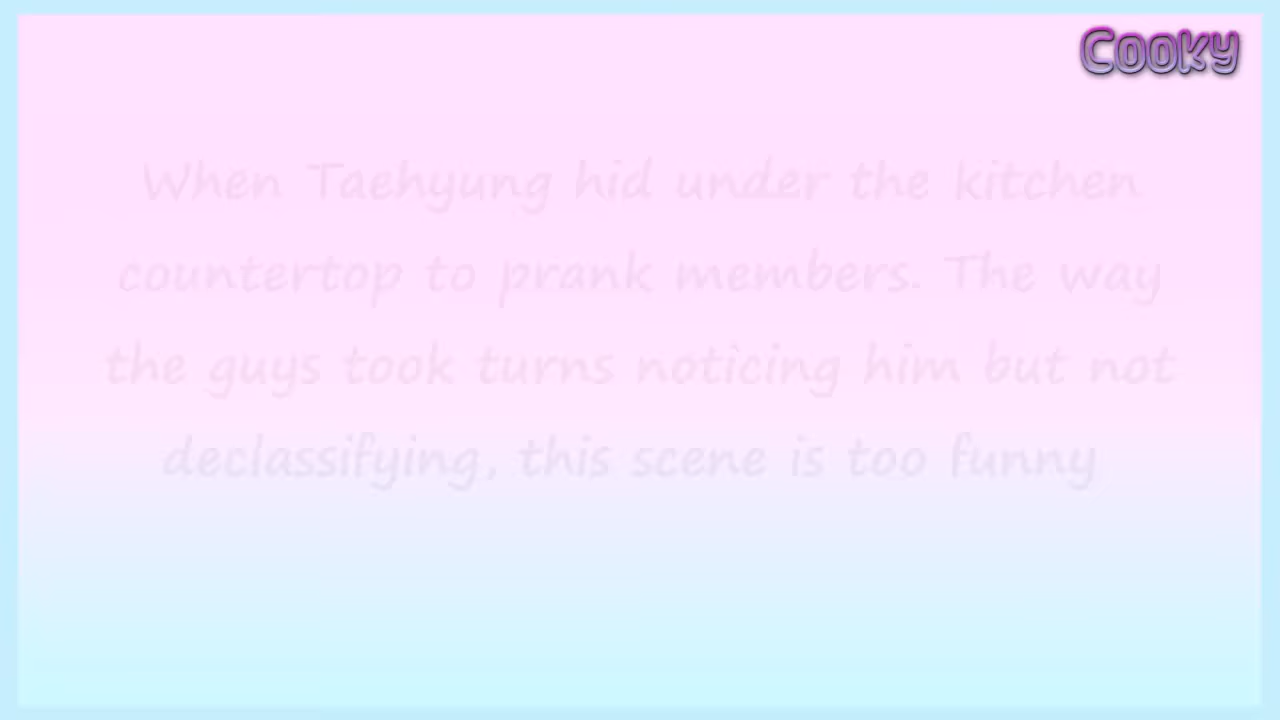 Cooky
When Taehyung hid under the kitchen
countertop to prank members. The way
the guys took turns noticing him but not
declassifying, this scene is too funny